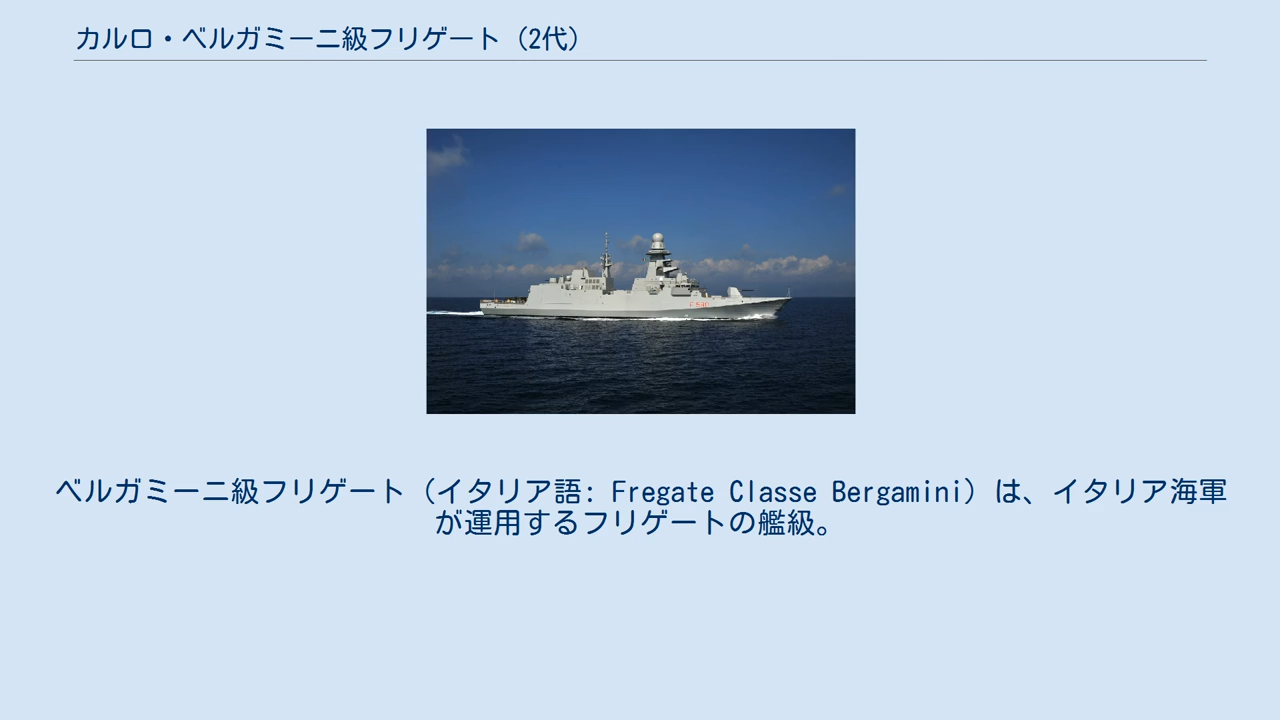 カルロ・ベルガミーニ級フリゲート（2代）
ベルガミーニ級フリゲート（イタリア語: Fregate Classe Bergamini）は、イタリア海軍
が運用するフリゲートの艦級。